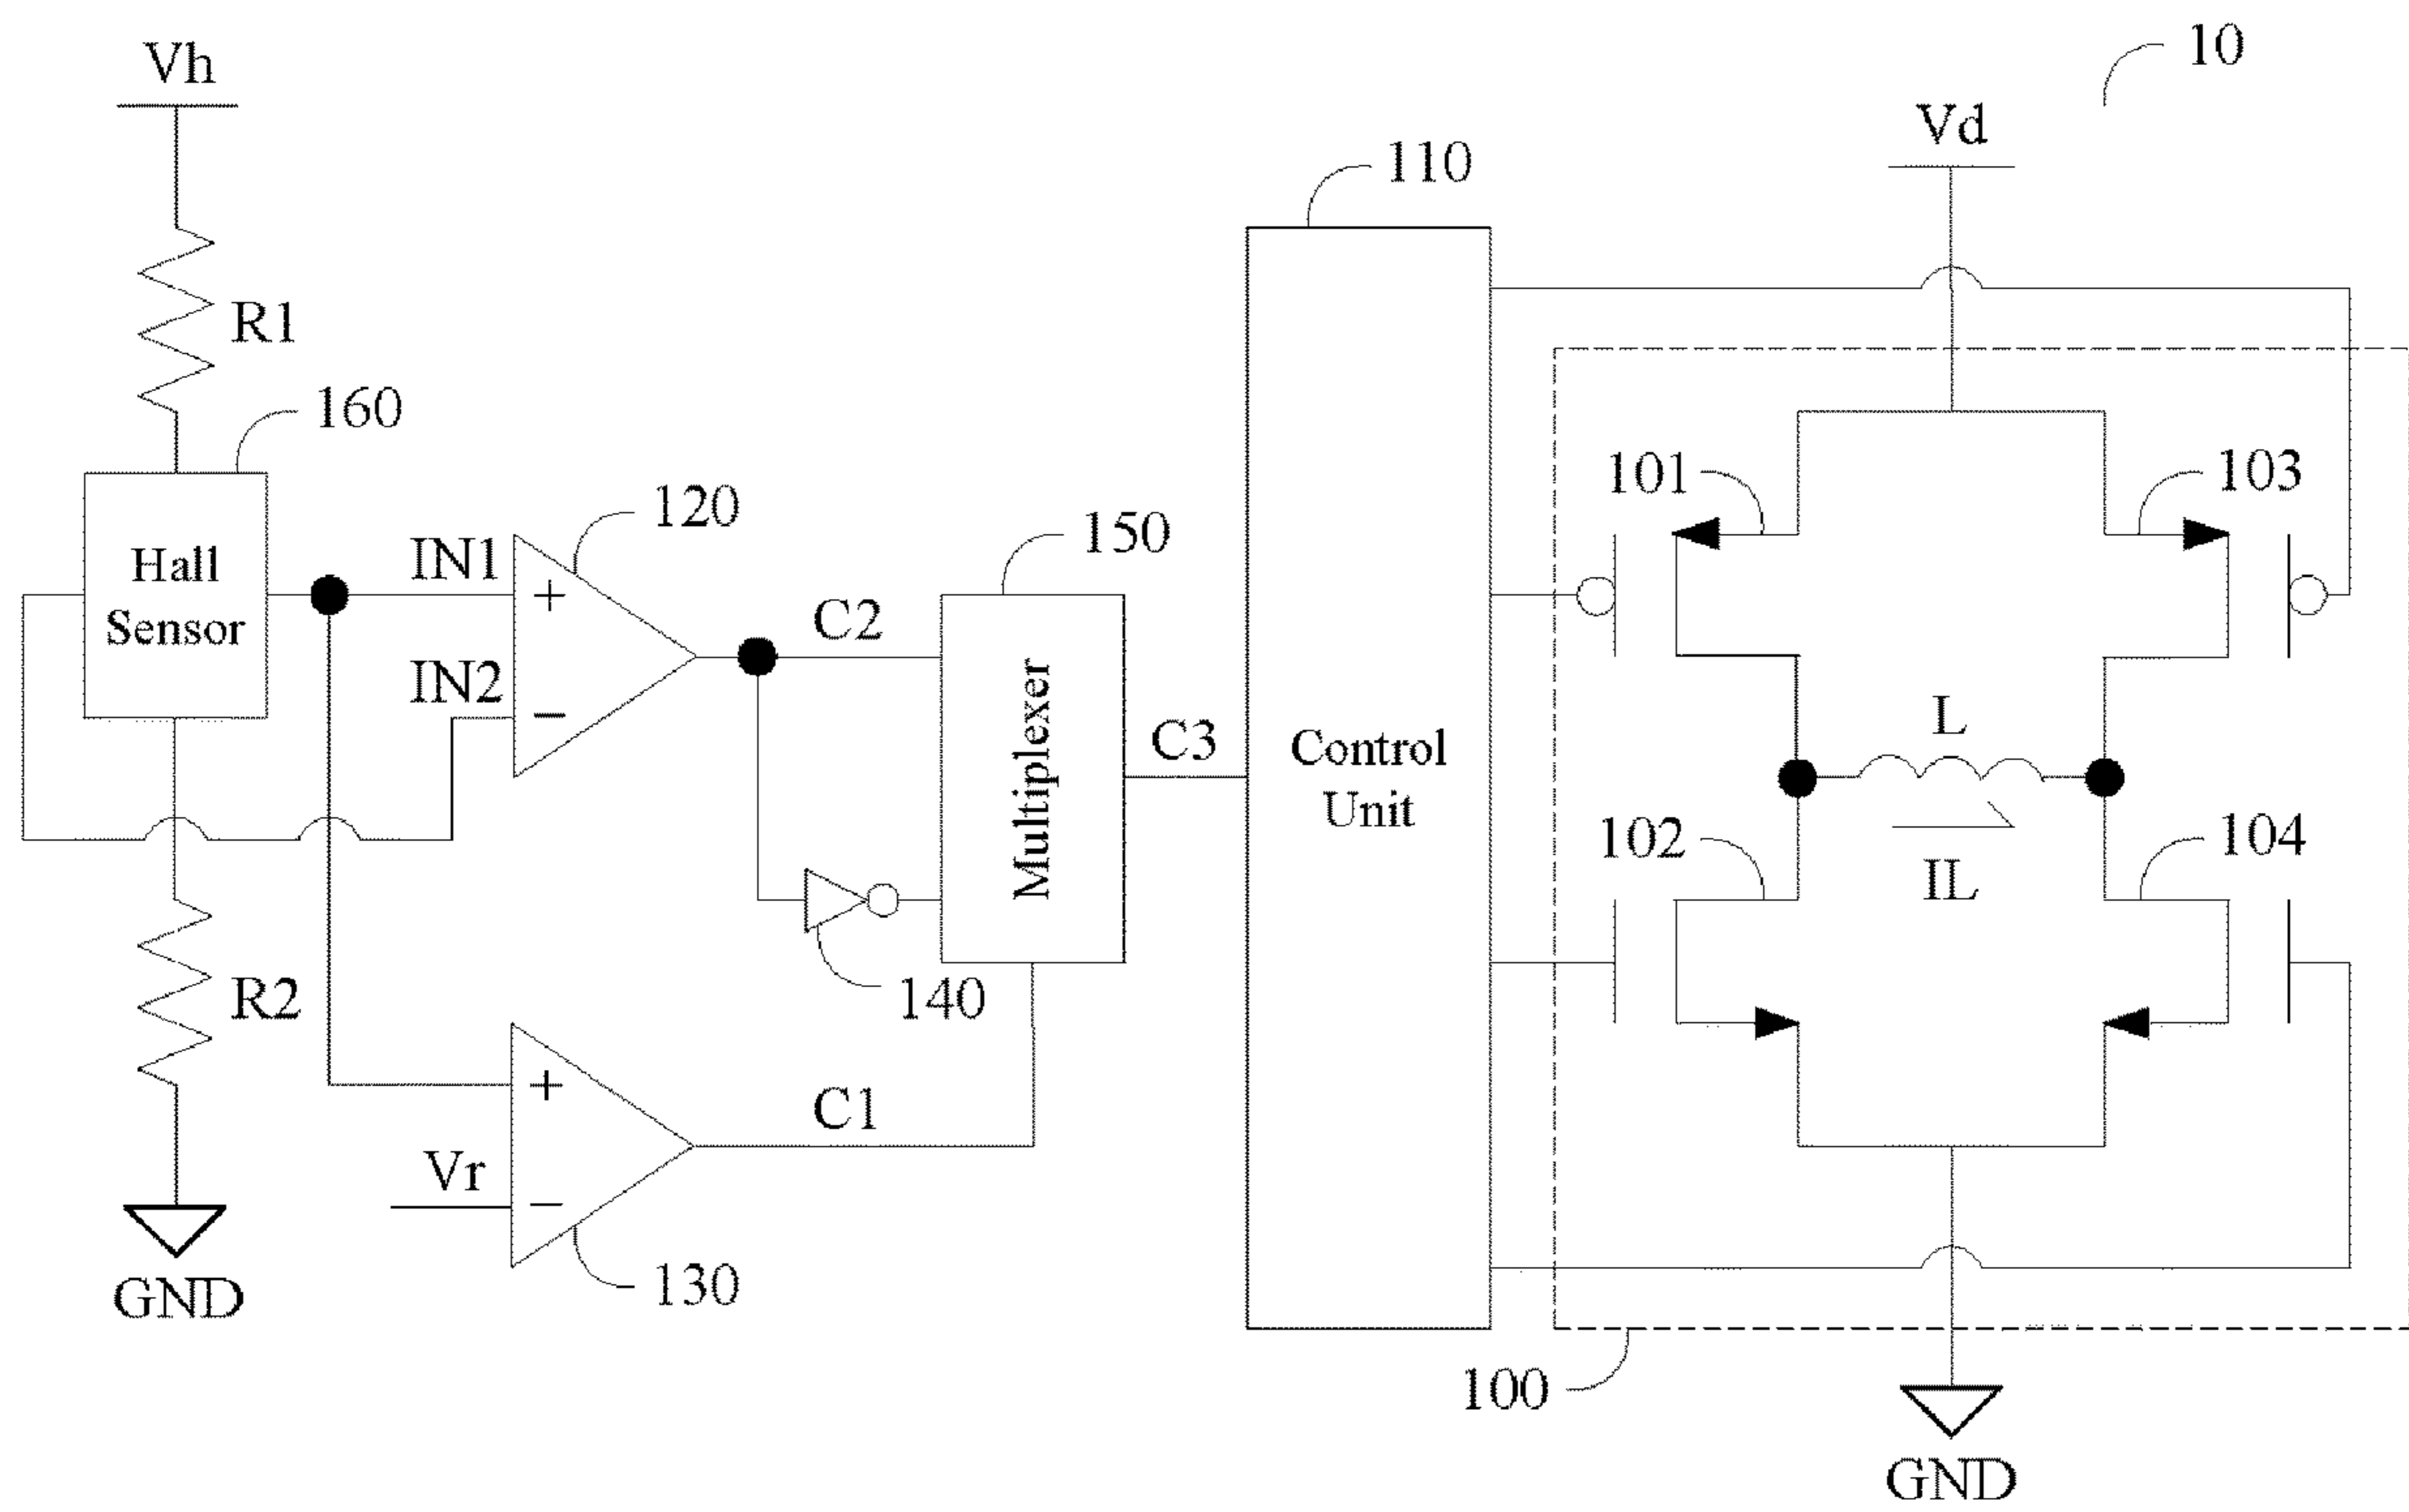 10
Vh
Vd
110
R1
160
101
103
120
150
Hall
Sensor
IN1
+
C2
IN2
−
Multiplexer
C3
Control
Unit
L
102
104
IL
140
R2
+
C1
Vr
−
130
GND
100
GND